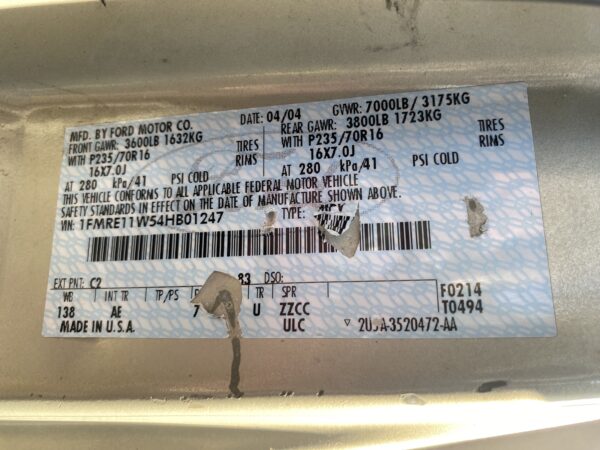 MFD. BY FORD MOTOR CO. DATE: 04/04 GVWR: 7000LB/ 3175KG
FRONT GAWR: 3600LB 1632KG REAR GAWR: 3800LB 1723KG
WITH P235/70R16 TIRES WITH P235/70R16 TIRES
16X7.0J RIMS 16X7.0J RIMS
AT 280 kPa/41 PSI COLD AT 280 kPa/41 PSI COLD
THIS VEHICLE CONFORMS TO ALL APPLICABLE FEDERAL MOTOR VEHICLE
SAFETY STANDARDS IN EFFECT ON THE DATE OF MANUFACTURE SHOWN ABOVE.
VIN: 1FMRE11W54HB01247 TYPE:
EXT PNT: C2 83 DSO:
WB INT TR TP/PS TR SPR F0214
138 AE 7 U ZZCC T0494
MADE IN U.S.A. ULC ▽ 2U5A-3520472-AA